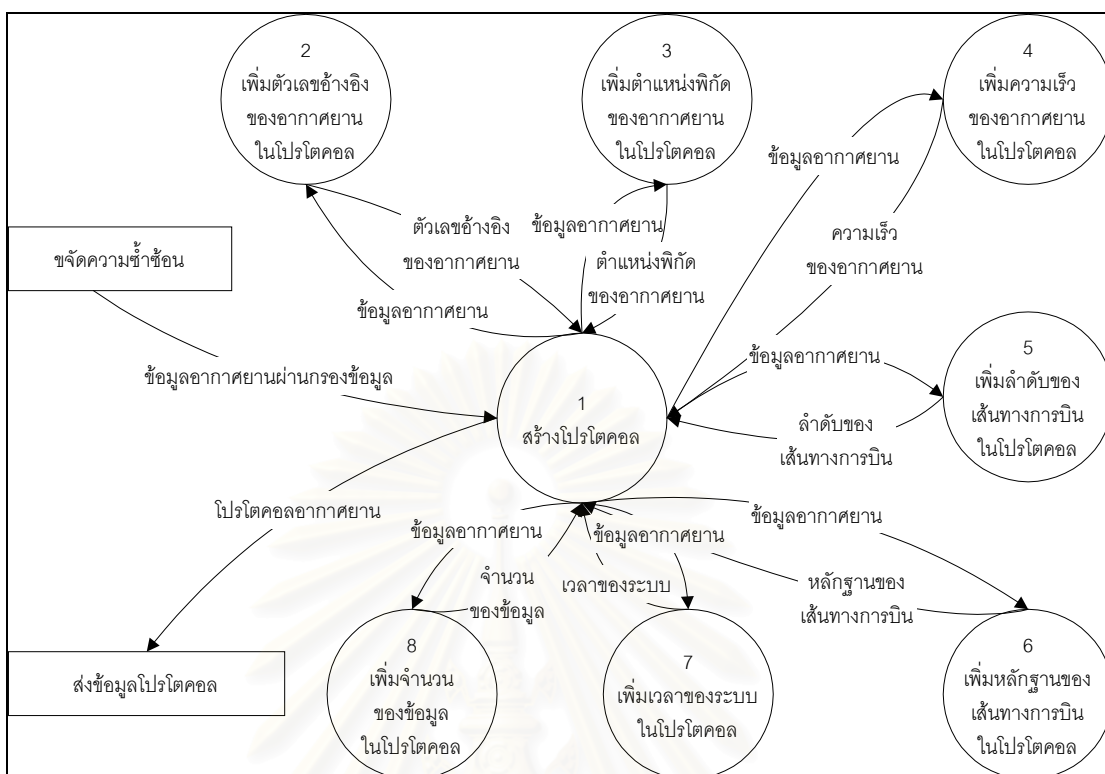 2
เพิ่มตัวเลขอ้างอิง
ของอากาศยาน
ในโปรโตคอล
3
เพิ่มตำแหน่งพิกัด
ของอากาศยาน
ในโปรโตคอล
4
เพิ่มความเร็ว
ของอากาศยาน
ในโปรโตคอล
ข้อมูลอากาศยาน
ตัวเลขอ้างอิง
ของอากาศยาน
ข้อมูลอากาศยาน
ตำแหน่งพิกัด
ของอากาศยาน
ความเร็ว
ของอากาศยาน
ขจัดความซ้ำซ้อน
ข้อมูลอากาศยาน
ข้อมูลอากาศยานผ่านกรองข้อมูล
1
สร้างโปรโตคอล
ข้อมูลอากาศยาน
ลำดับของ
เส้นทางการบิน
5
เพิ่มลำดับของ
เส้นทางการบิน
ในโปรโตคอล
โปรโตคอลอากาศยาน
ข้อมูลอากาศยาน
จำนวน
ของข้อมูล
ข้อมูลอากาศยาน
เวลาของระบบ
ข้อมูลอากาศยาน
หลักฐานของ
เส้นทางการบิน
ส่งข้อมูลโปรโตคอล
8
เพิ่มจำนวน
ของข้อมูล
ในโปรโตคอล
7
เพิ่มเวลาของระบบ
ในโปรโตคอล
6
เพิ่มหลักฐานของ
เส้นทางการบิน
ในโปรโตคอล